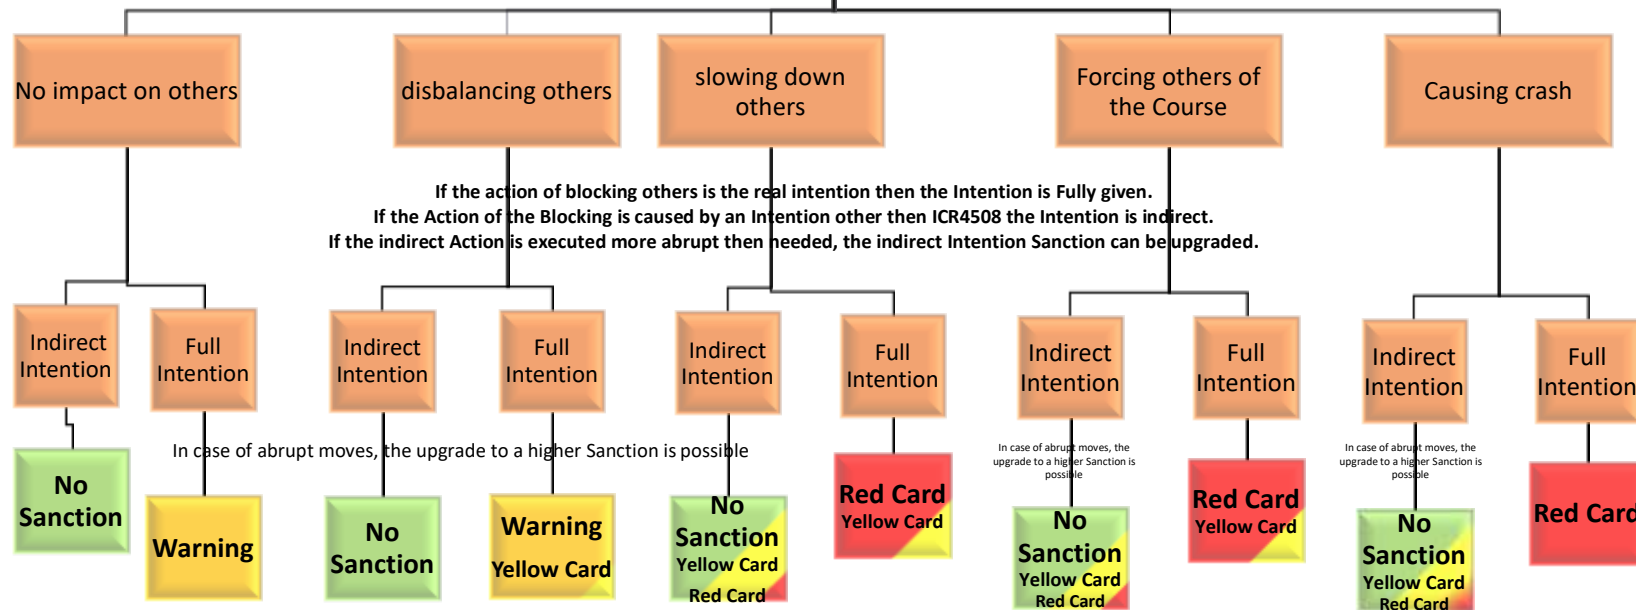 No impact on others
disbalancing others
slowing down
others
Forcing others of
the Course
Causing crash
If the action of blocking others is the real intention then the Intention is Fully given.
If the Action of the Blocking is caused by an Intention other then ICR4508 the Intention is indirect.
If the indirect Action is executed more abrupt then needed, the indirect Intention Sanction can be upgraded.
Indirect
Intention
Full
Intention
Indirect
Intention
Full
Intention
Indirect
Intention
Full
Intention
Indirect
Intention
Full
Intention
Indirect
Intention
Full
Intention
In case of abrupt moves, the upgrade to a higher Sanction is possible
In case of abrupt moves, the
upgrade to a higher Sanction is
possible
In case of abrupt moves, the
upgrade to a higher Sanction is
possible
No
Sanction
Warning
No
Sanction
Warning
Yellow Card
No
Sanction
Yellow Card
Red Card
Red Card
Yellow Card
No
Sanction
Yellow Card
Red Card
Red Card
Yellow Card
No
Sanction
Yellow Card
Red Card
Red Card